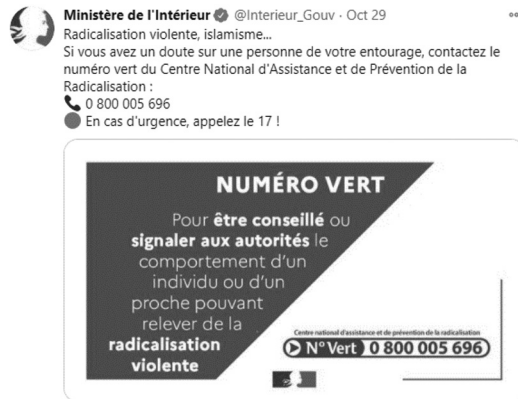 Ministère de l'Intérieur @Interieur_Gouv · Oct 29
Radicalisation violente, islamisme...
Si vous avez un doute sur une personne de votre entourage, contactez le
numéro vert du Centre National d'Assistance et de Prévention de la
Radicalisation :
0 800 005 696
En cas d'urgence, appelez le 17 !
NUMÉRO VERT
Pour être conseillé ou
signaler aux autorités le
comportement d'un
individu ou d'un
proche pouvant
relever de la
radicalisation
violente
Centre national d'assistance et de prévention de la radicalisation
N° Vert 0 800 005 696